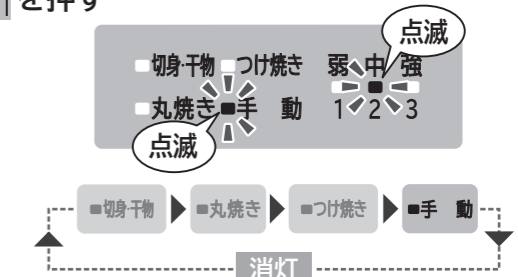 を押す
点滅
切身・干物 つけ焼き 弱 中 強
丸焼き 手 動 1 2 3
点滅
切身・干物 丸焼き つけ焼き 手 動
消灯